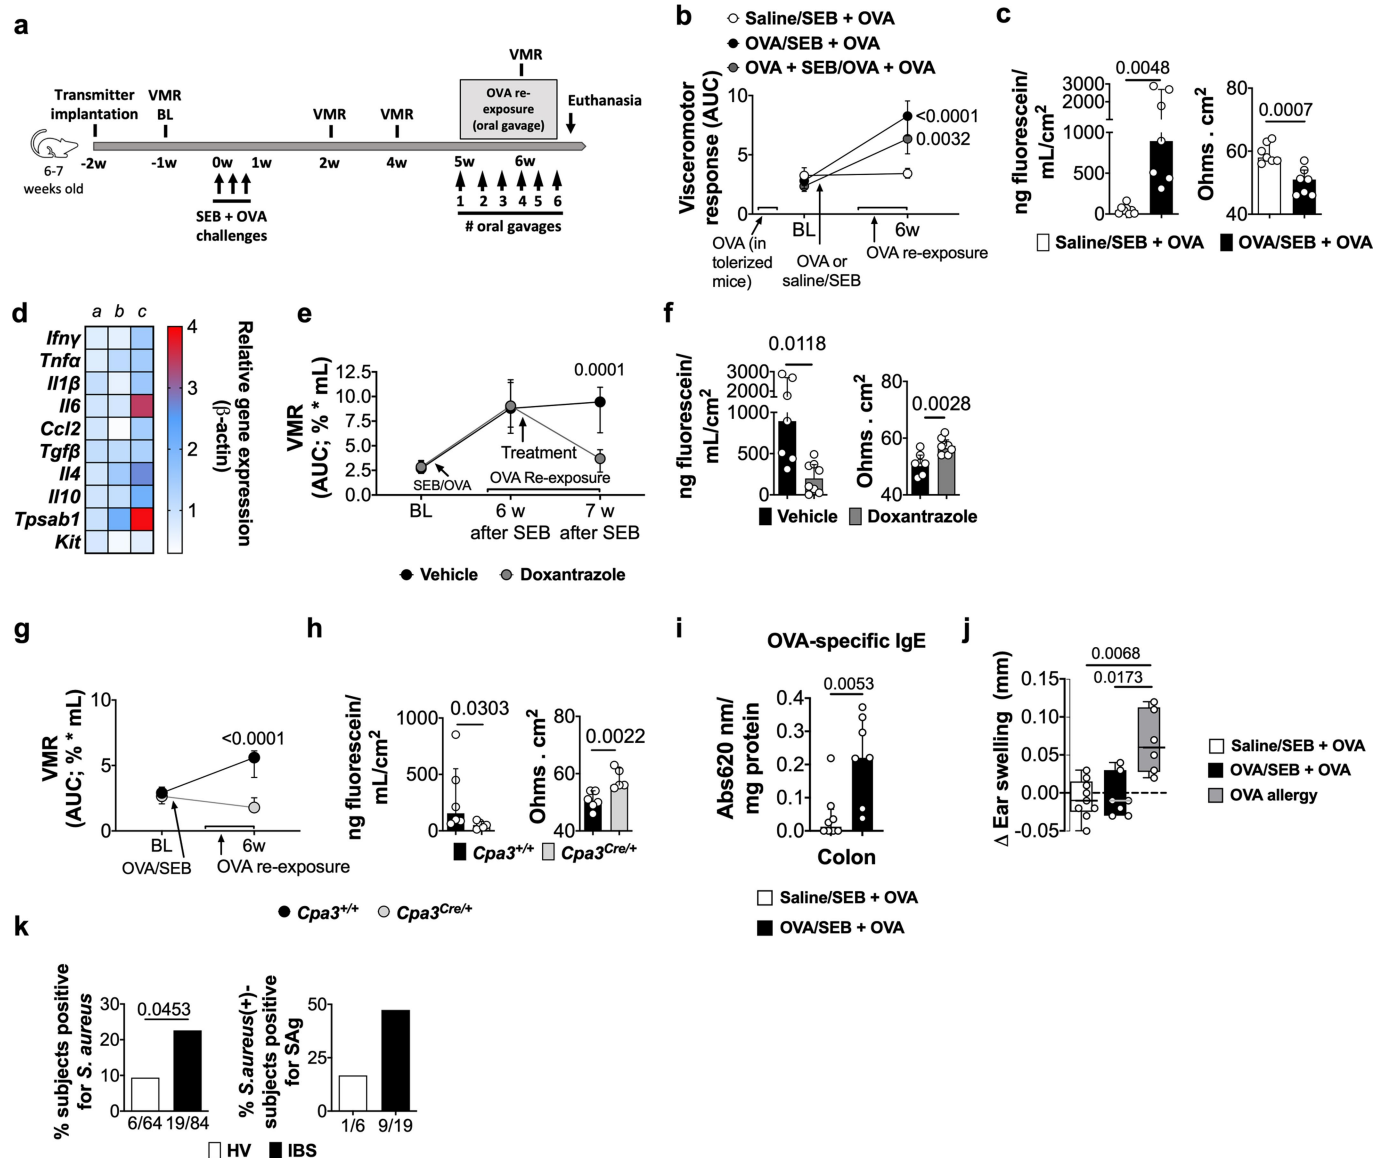 a
Transmitter
implantation
VMR
BL
VMR
VMR
VMR
OVA re-
exposure
(oral gavage)
Euthanasia
6-7
weeks old
-2w
-1w
0w
1w
2w
4w
5w
6w
SEB + OVA
challenges
1
2
3
4
5
6
# oral gavages
b
Saline/SEB + OVA
OVA/SEB + OVA
OVA + SEB/OVA + OVA
Visceromotor
response (AUC)
10
5
0
<0.0001
0.0032
BL
6w
OVA (in
tolerized
mice)
OVA or
saline/SEB
OVA re-exposure
c
ng fluorescein/
mL/cm²
3000
2000
1000
500
0
0.0048
Ohms . cm²
80
60
40
0.0007
Saline/SEB + OVA
OVA/SEB + OVA
d
a
b
c
Ifnγ
Tnfα
Il1β
Il6
Ccl2
Tgfβ
Il4
Il10
Tpsab1
Kit
4
3
2
1
Relative gene expression
(β-actin)
e
VMR
(AUC; % * mL)
12.5
10.0
7.5
5.0
2.5
0.0
0.0001
Treatment
SEB/OVA
OVA Re-exposure
BL
6 w
after SEB
7 w
after SEB
Vehicle
Doxantrazole
f
ng fluorescein/
mL/cm²
3000
2000
1000
500
0
0.0118
Ohms . cm²
80
60
40
0.0028
Vehicle
Doxantrazole
g
VMR
(AUC; % * mL)
10
5
0
<0.0001
BL
6w
OVA/SEB
OVA re-exposure
Cpa3+/+
Cpa3Cre/+
h
ng fluorescein/
mL/cm²
1000
500
0
0.0303
Ohms . cm²
80
60
40
0.0022
Cpa3+/+
Cpa3Cre/+
i
OVA-specific IgE
Abs620 nm/
mg protein
0.4
0.3
0.2
0.1
0.0
0.0053
Colon
Saline/SEB + OVA
OVA/SEB + OVA
j
Δ Ear swelling (mm)
0.15
0.10
0.05
0.00
-0.05
0.0068
0.0173
Saline/SEB + OVA
OVA/SEB + OVA
OVA allergy
k
% subjects positive
for S. aureus
30
20
10
0
0.0453
6/64
19/84
% S.aureus(+)-
subjects positive
for SAg
50
25
0
1/6
9/19
HV
IBS